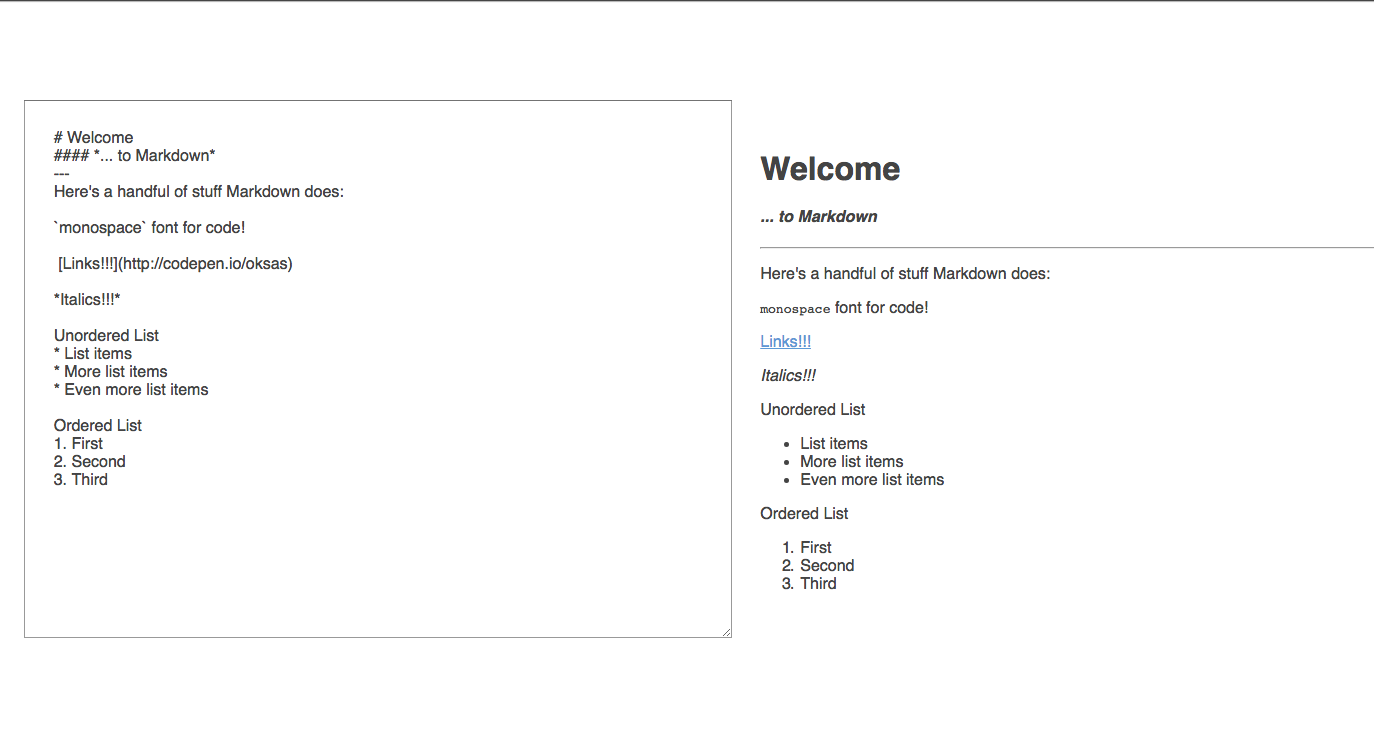 # Welcome
#### *... to Markdown*
---
Here's a handful of stuff Markdown does:
`monospace` font for code!
[Links!!!](http://codepen.io/oksas)
*Italics!!!*
Unordered List
* List items
* More list items
* Even more list items
Ordered List
1. First
2. Second
3. Third
Welcome
... to Markdown
Here's a handful of stuff Markdown does:
monospace font for code!
Links!!!
Italics!!!
Unordered List
• List items
• More list items
• Even more list items
Ordered List
1. First
2. Second
3. Third